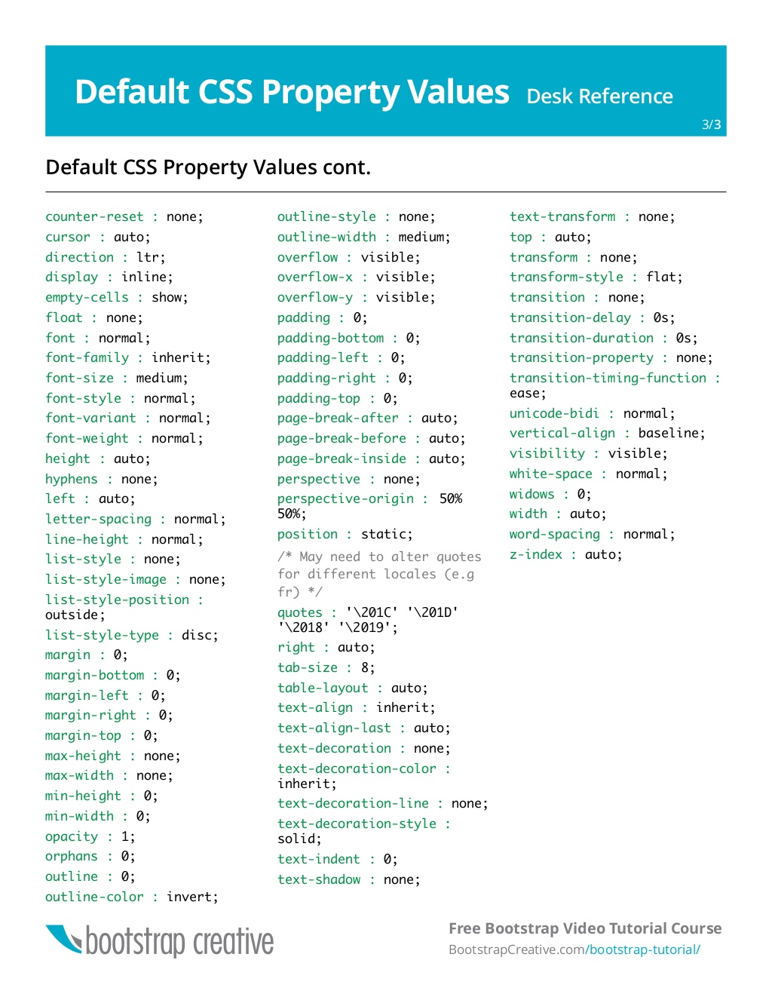 Default CSS Property Values Desk Reference
3/3
Default CSS Property Values cont.
counter-reset : none;
cursor : auto;
direction : ltr;
display : inline;
empty-cells : show;
float : none;
font : normal;
font-family : inherit;
font-size : medium;
font-style : normal;
font-variant : normal;
font-weight : normal;
height : auto;
hyphens : none;
left : auto;
letter-spacing : normal;
line-height : normal;
list-style : none;
list-style-image : none;
list-style-position :
outside;
list-style-type : disc;
margin : 0;
margin-bottom : 0;
margin-left : 0;
margin-right : 0;
margin-top : 0;
max-height : none;
max-width : none;
min-height : 0;
min-width : 0;
opacity : 1;
orphans : 0;
outline : 0;
outline-color : invert;
outline-style : none;
outline-width : medium;
overflow : visible;
overflow-x : visible;
overflow-y : visible;
padding : 0;
padding-bottom : 0;
padding-left : 0;
padding-right : 0;
padding-top : 0;
page-break-after : auto;
page-break-before : auto;
page-break-inside : auto;
perspective : none;
perspective-origin : 50%
50%;
position : static;
/* May need to alter quotes
for different locales (e.g
fr) */
quotes : '\201C' '\201D'
'\2018' '\2019';
right : auto;
tab-size : 8;
table-layout : auto;
text-align : inherit;
text-align-last : auto;
text-decoration : none;
text-decoration-color :
inherit;
text-decoration-line : none;
text-decoration-style :
solid;
text-indent : 0;
text-shadow : none;
text-transform : none;
top : auto;
transform : none;
transform-style : flat;
transition : none;
transition-delay : 0s;
transition-duration : 0s;
transition-property : none;
transition-timing-function :
ease;
unicode-bidi : normal;
vertical-align : baseline;
visibility : visible;
white-space : normal;
widows : 0;
width : auto;
word-spacing : normal;
z-index : auto;
bootstrap creative
Free Bootstrap Video Tutorial Course
BootstrapCreative.com/bootstrap-tutorial/